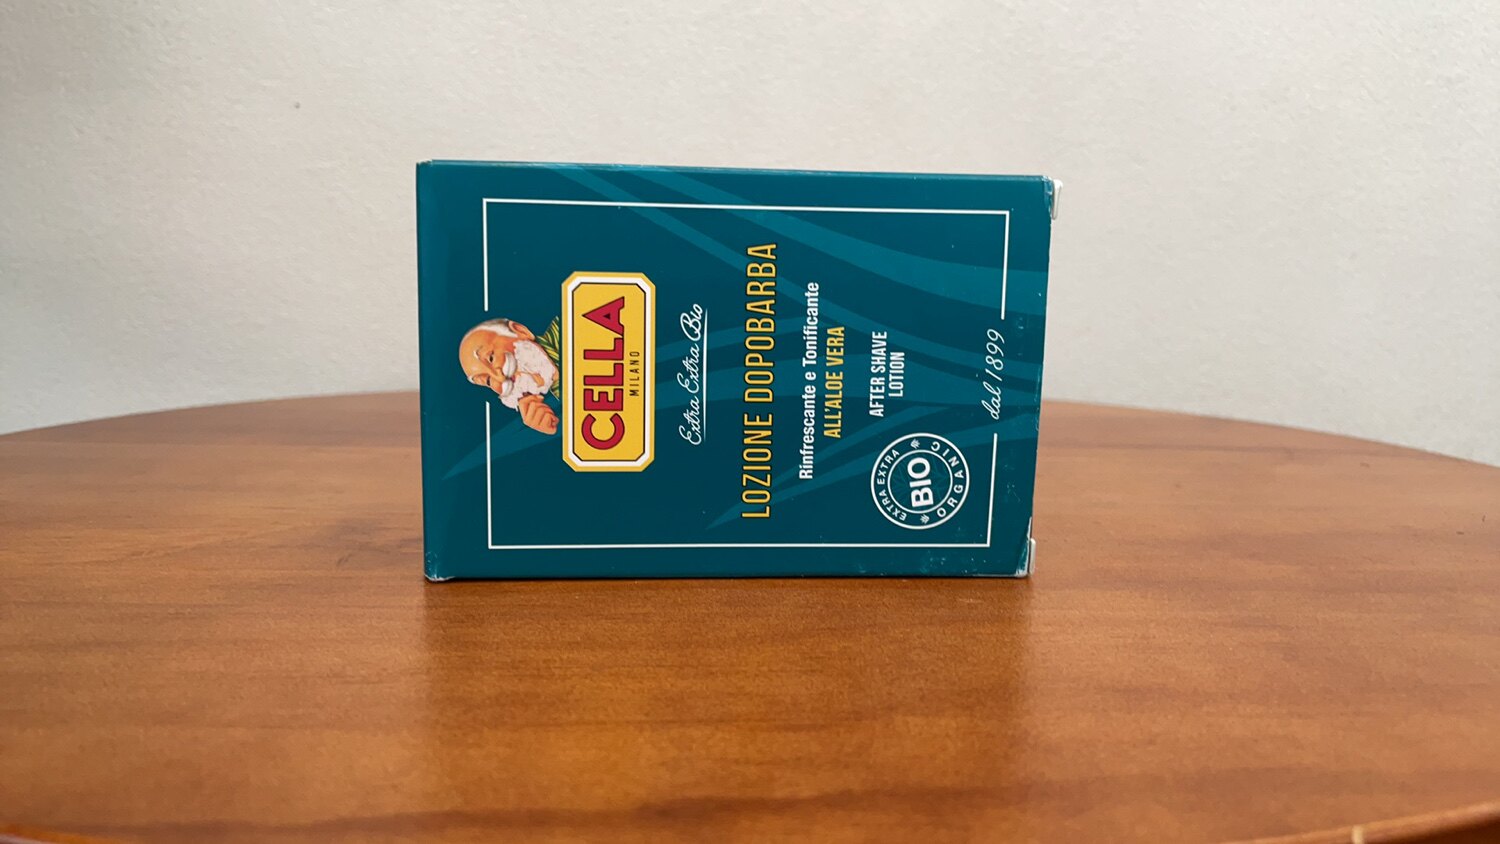 CELLA
MILANO
Extra Extra Bio
LOZIONE DOPOBARBA
Rinfrescante e Tonificante
ALL'ALOE VERA
AFTER SHAVE
LOTION
EXTRA EXTRA
BIO
ORGANIC
dal 1899